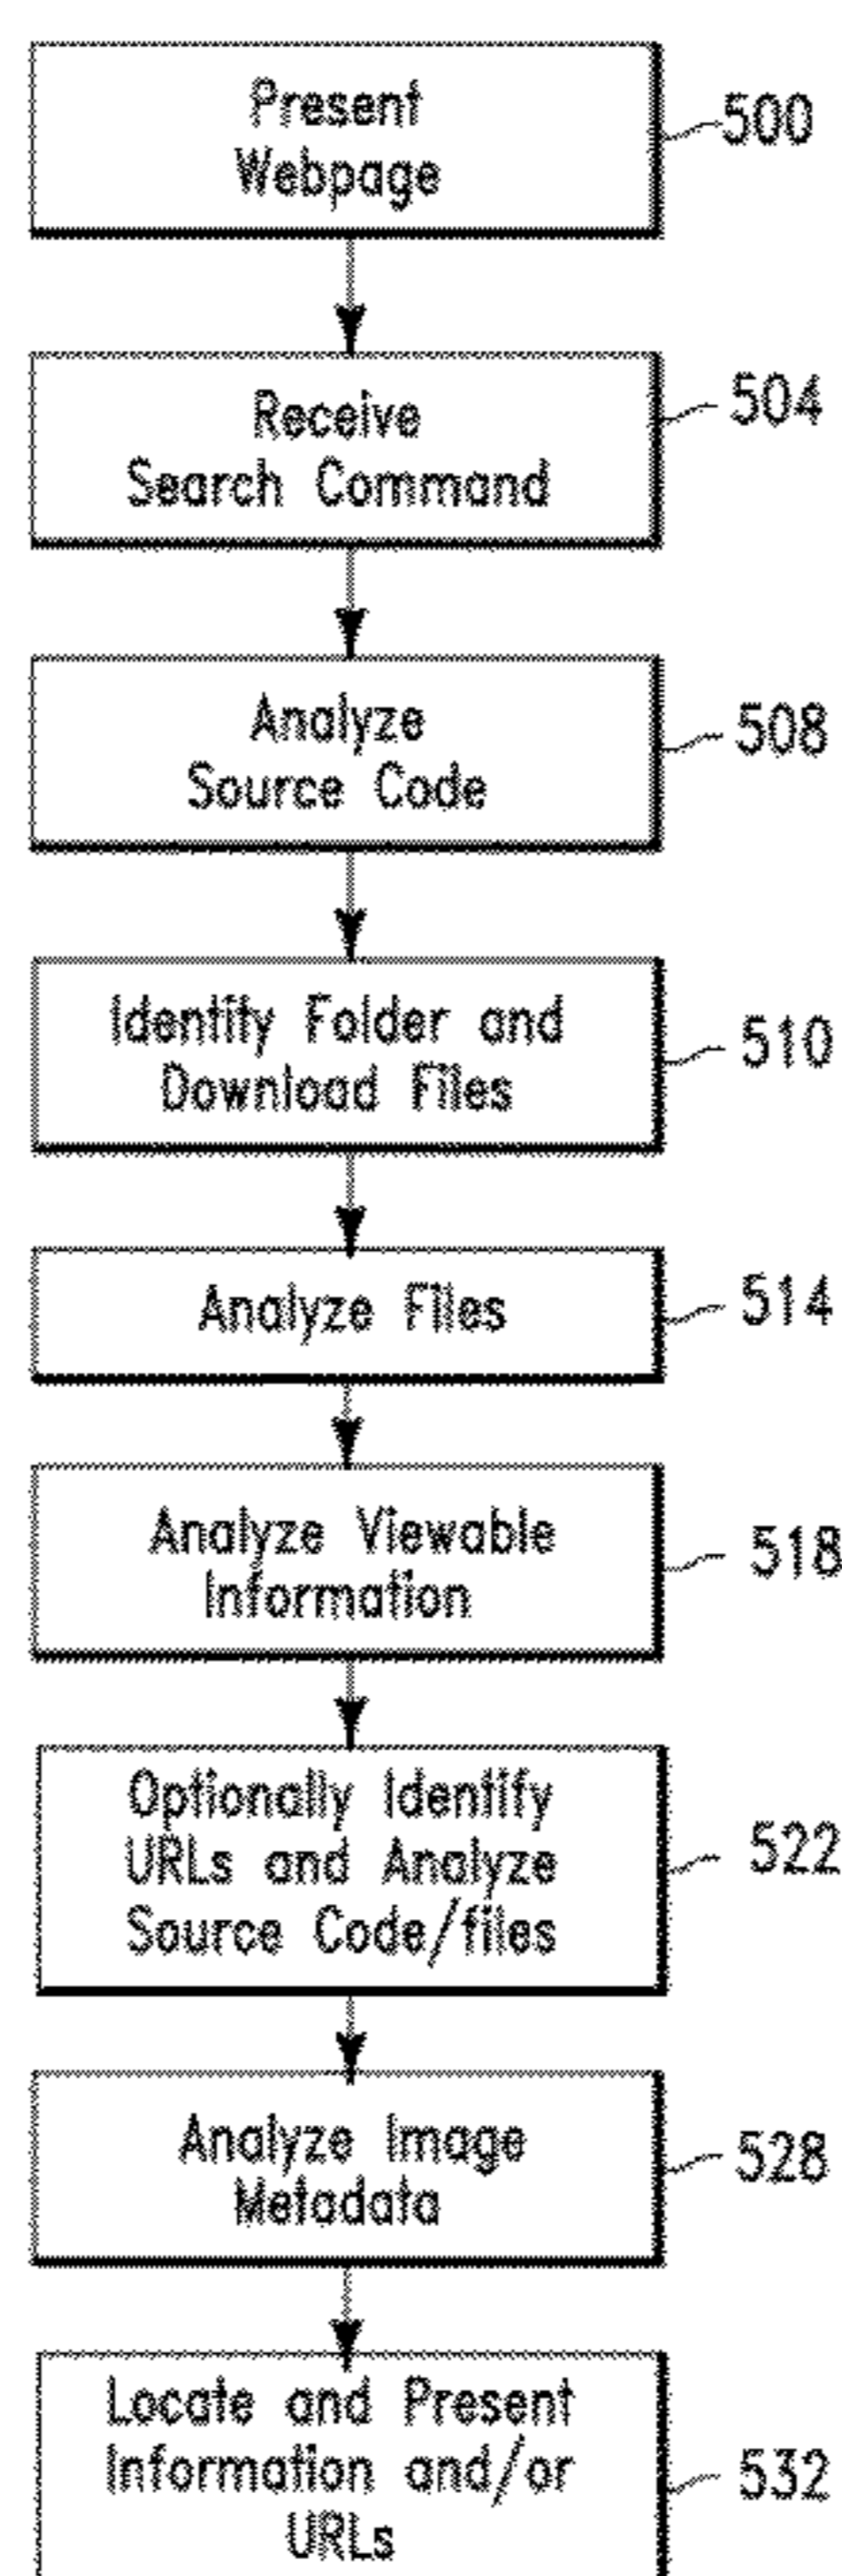 Present
Webpage
500
Receive
Search Command
504
Analyze
Source Code
508
Identify Folder and
Download Files
510
Analyze Files
514
Analyze Viewable
Information
518
Optionally Identify
URLs and Analyze
Source Code/files
522
Analyze Image
Metadata
528
Locate and Present
Information and/or
URLs
532